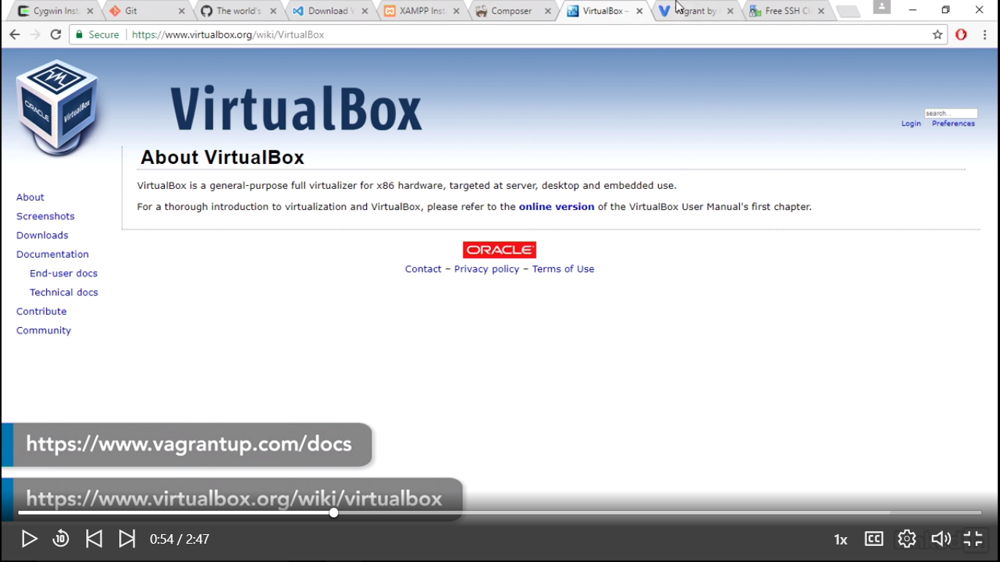 Cygwin Inst
Git
The world's
Download V
XAMPP Inst
Composer
VirtualBox –
grant by
Free SSH Cl
Secure
https://www.virtualbox.org/wiki/VirtualBox
ORACLE
VirtualBox
VirtualBox
search...
Login
Preferences
About VirtualBox
VirtualBox is a general-purpose full virtualizer for x86 hardware, targeted at server, desktop and embedded use.
For a thorough introduction to virtualization and VirtualBox, please refer to the online version of the VirtualBox User Manual's first chapter.
About
Screenshots
Downloads
Documentation
End-user docs
Technical docs
Contribute
Community
ORACLE
Contact – Privacy policy – Terms of Use
https://www.vagrantup.com/docs
https://www.virtualbox.org/wiki/virtualbox
10
0:54 / 2:47
1x
CC